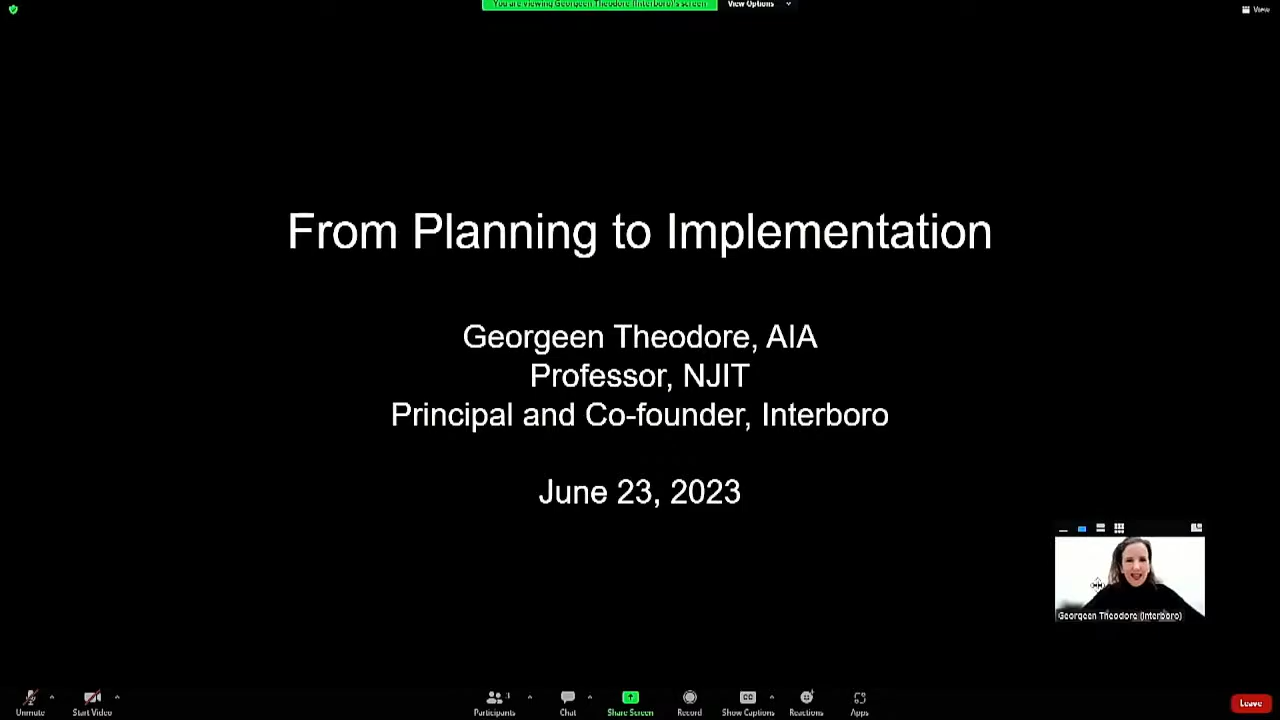 You are viewing Georgeen Theodore (Interboro)'s screen
View Options
View
From Planning to Implementation
Georgeen Theodore, AIA
Professor, NJIT
Principal and Co-founder, Interboro
June 23, 2023
Georgeen Theodore (Interboro)
Unmute
Start Video
Participants
Chat
Share Screen
Record
CC
Show Captions
Reactions
Apps
Leave